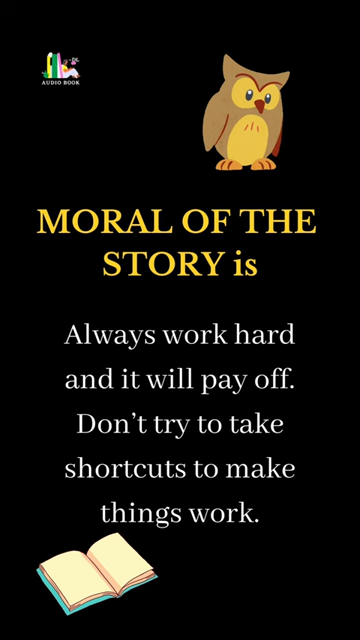 AUDIO BOOK
MORAL OF THE
STORY is
Always work hard
and it will pay off.
Don’t try to take
shortcuts to make
things work.